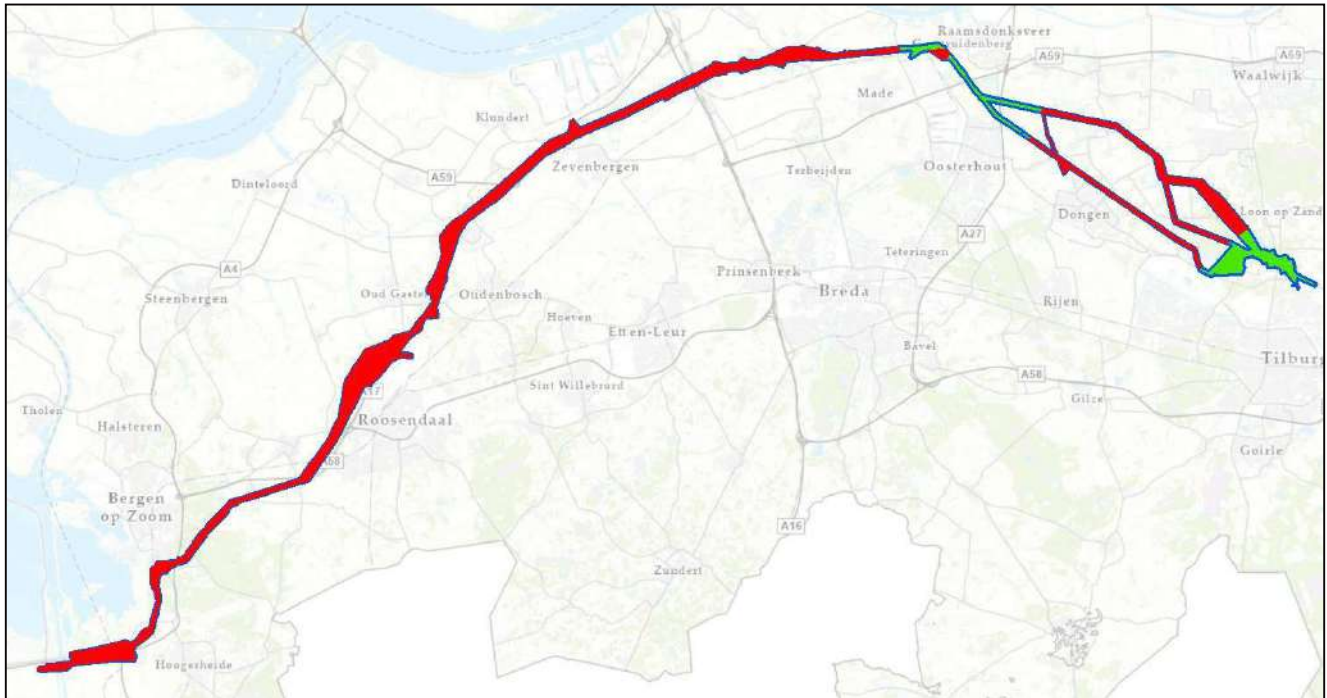 Raamsdonksveer
A59
A59
Waalwijk
Made
Klundert
Zevenbergen
Terheijden
Oosterhout
A59
Dinteloord
Dongen
Loon op Zand
A27
Teteringen
A4
Prinsenbeek
Steenbergen
Oud Gastel
Oudenbosch
Breda
Rijen
Hoeven
Etten-Leur
Bavel
Tilburg
A58
Sint Willebrord
A17
Gilze
Tholen
Roosendaal
Halsteren
Goirle
A58
Bergen
op Zoom
A16
Zundert
Hoogerheide